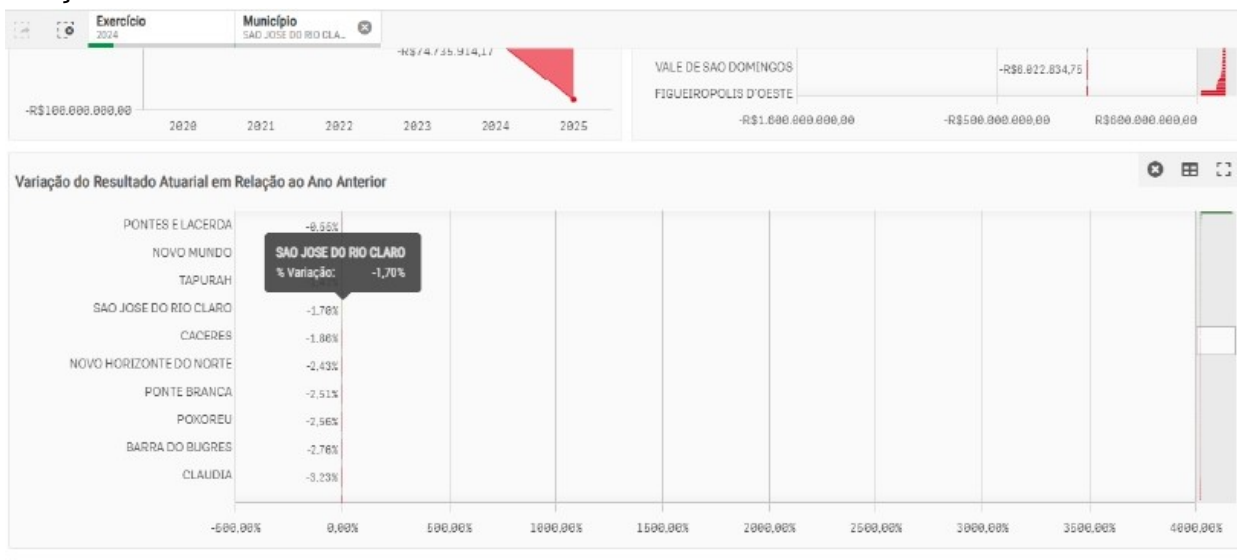 Exercício
2024
Município
SAO JOSE DO RIO CLA...
-R$74.735.914,17
-R$100.000.000,00
2020 2021 2022 2023 2024 2025
VALE DE SAO DOMINGOS
-R$6.022.834,75
FIGUEIROPOLIS D'OESTE
-R$1.000.000.000,00 -R$500.000.000,00 R$000.000.000,00
Variação do Resultado Atuarial em Relação ao Ano Anterior
PONTES E LACERDA -0,55%
NOVO MUNDO
SAO JOSE DO RIO CLARO
% Variação: -1,70%
TAPURAH
SAO JOSE DO RIO CLARO -1,70%
CACERES -1,86%
NOVO HORIZONTE DO NORTE -2,43%
PONTE BRANCA -2,51%
POXOREU -2,56%
BARRA DO BUGRES -2,76%
CLAUDIA -3,23%
-500,00% 0,00% 500,00% 1000,00% 1500,00% 2000,00% 2500,00% 3000,00% 3500,00% 4000,00%